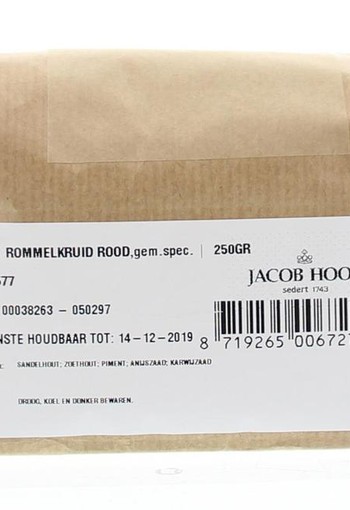 ROMMELKRUID ROOD,gem.spec. | 250GR
577
JACOB HOO
sedert 1743
00038263 - 050297
NSTE HOUDBAAR TOT: 14-12-2019
8 719265 00672
SANDELHOUT; ZOETHOUT; PIMENT; ANIJSZAAD; KARWIJZAAD
DROOG, KOEL EN DONKER BEWAREN.